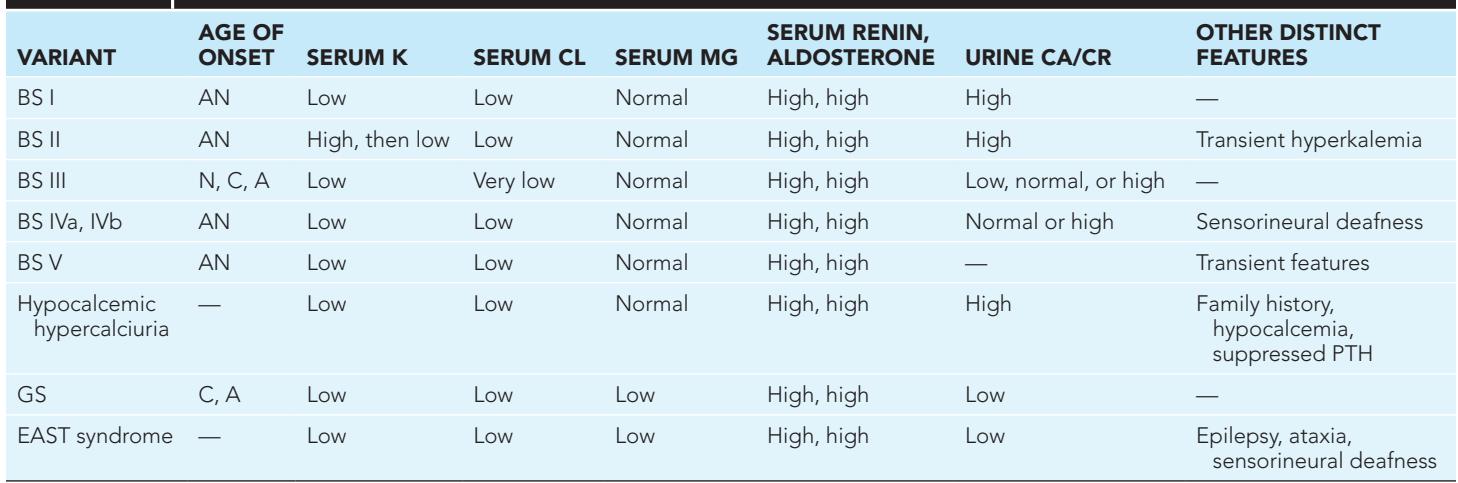 VARIANT AGE OF ONSET SERUM K SERUM CL SERUM MG SERUM RENIN, ALDOSTERONE URINE CA/CR OTHER DISTINCT FEATURES
BS I AN Low Low Normal High, high High —
BS II AN High, then low Low Normal High, high High Transient hyperkalemia
BS III N, C, A Low Very low Normal High, high Low, normal, or high —
BS IVa, IVb AN Low Low Normal High, high Normal or high Sensorineural deafness
BS V AN Low Low Normal High, high — Transient features
Hypocalcemic hypercalciuria — Low Low Normal High, high High Family history, hypocalcemia, suppressed PTH
GS C, A Low Low Low High, high Low —
EAST syndrome — Low Low Low High, high Low Epilepsy, ataxia, sensorineural deafness